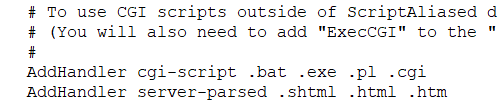 # To use CGI scripts outside of ScriptAliased d
# (You will also need to add "ExecCGI" to the "
#
AddHandler cgi-script .bat .exe .pl .cgi
AddHandler server-parsed .shtml .html .htm